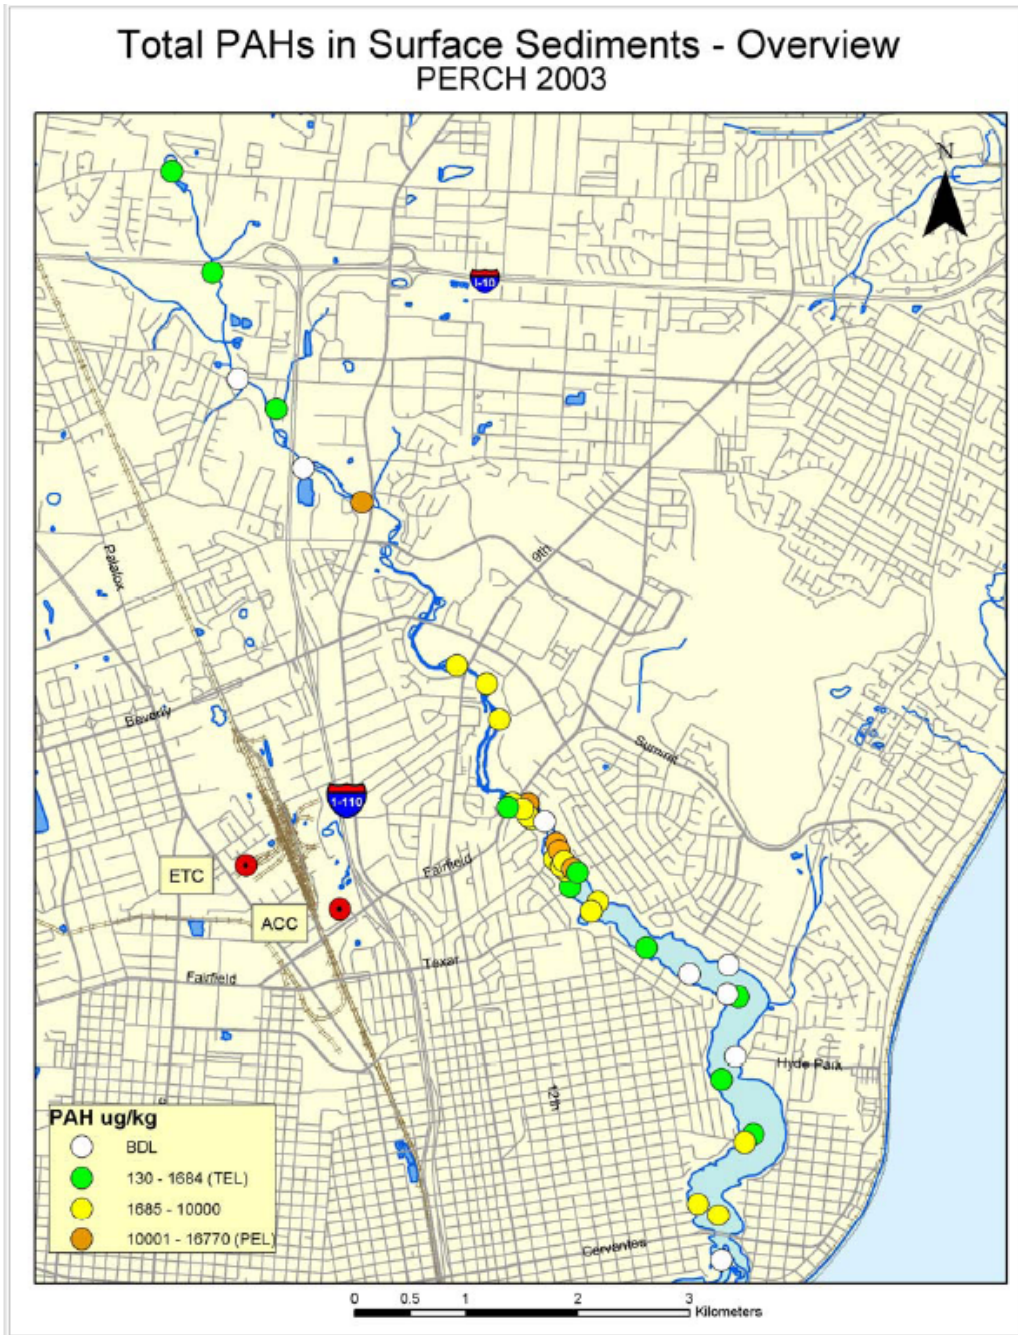 Total PAHs in Surface Sediments - Overview
PERCH 2003
N
I-10
9th
Palafox
Beverly
Summit
I-110
Fairfield
ETC
ACC
Texar
Fairfield
Hyde Park
12th
PAH ug/kg
BDL
130 - 1684 (TEL)
1685 - 10000
10001 - 16770 (PEL)
Cervantes
0 0.5 1 2 3
Kilometers